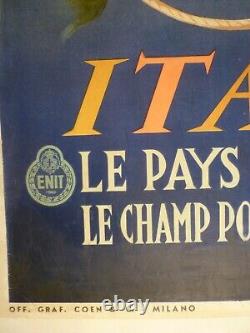 ITA
ENIT
LE PAYS
LE CHAMP PO
OFF. GRAF. COEN & C. MILANO